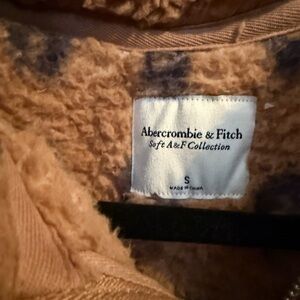 Abercrombie & Fitch
Soft A&F Collection
S
MADE IN CHINA